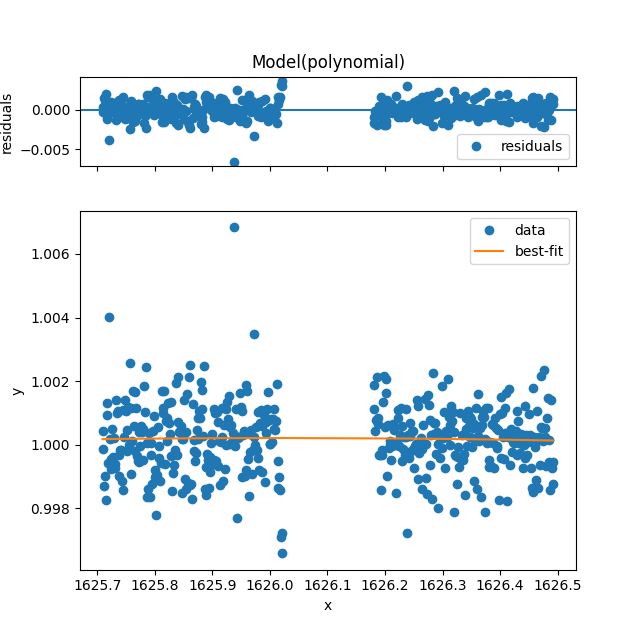 Model(polynomial)
residuals
0.000
−0.005
residuals
y
1.006
1.004
1.002
1.000
0.998
data
best-fit
1625.7 1625.8 1625.9 1626.0 1626.1 1626.2 1626.3 1626.4 1626.5
x